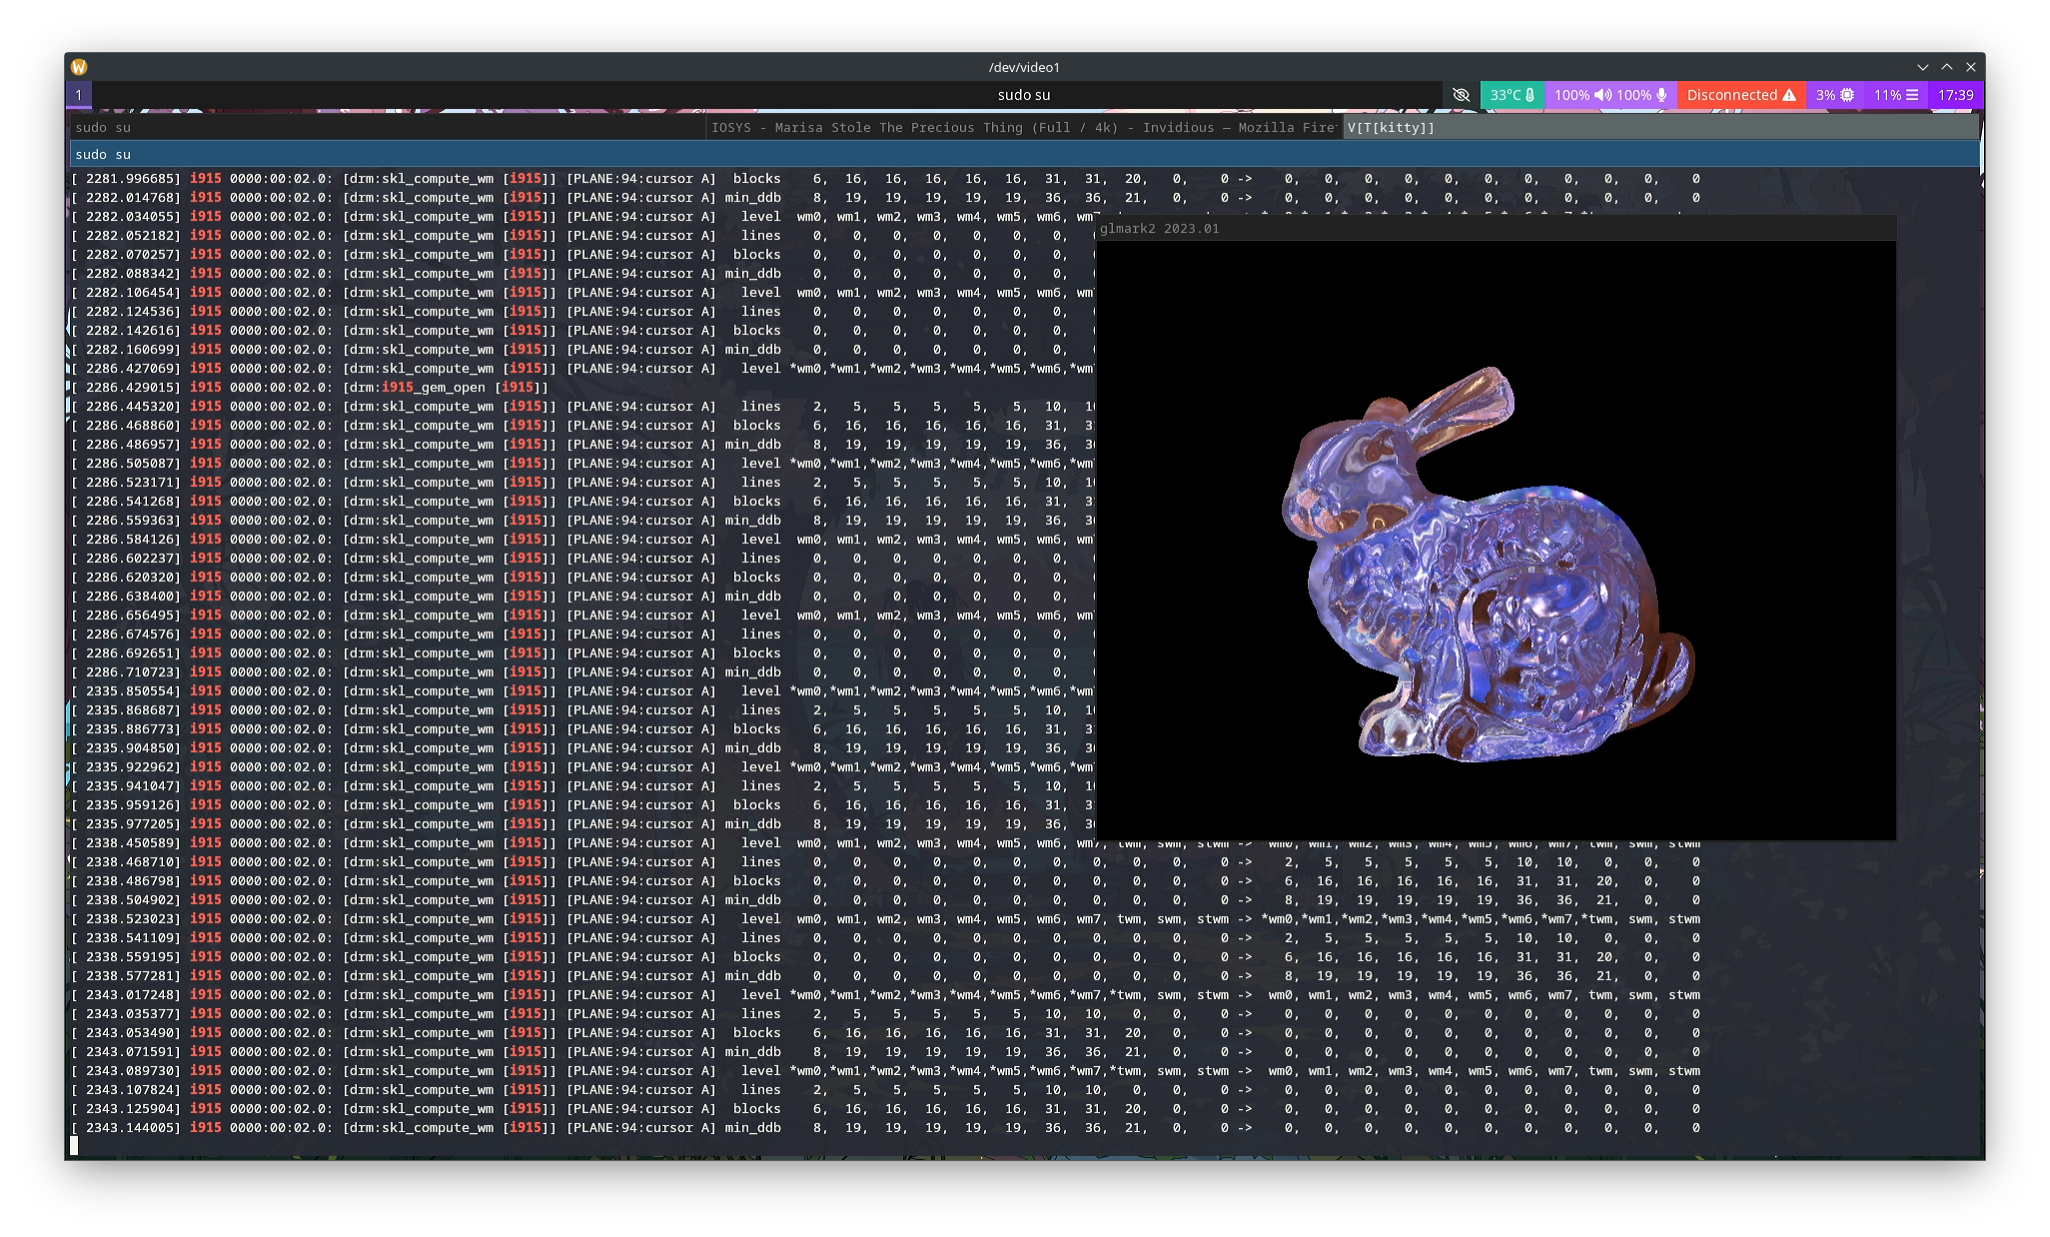 /dev/video1
1 sudo su 33°C 100% 100% Disconnected 3% 11% 17:39
sudo su IOSYS - Marisa Stole The Precious Thing (Full / 4k) - Invidious — Mozilla Fire V[T[kitty]]
sudo su
[ 2281.996685] i915 0000:00:02.0: [drm:skl_compute_wm [i915]] [PLANE:94:cursor A] blocks 6, 16, 16, 16, 16, 16, 31, 31, 20, 0, 0 -> 0, 0, 0, 0, 0, 0, 0, 0, 0, 0, 0
[ 2282.014768] i915 0000:00:02.0: [drm:skl_compute_wm [i915]] [PLANE:94:cursor A] min_ddb 8, 19, 19, 19, 19, 19, 36, 36, 21, 0, 0 -> 0, 0, 0, 0, 0, 0, 0, 0, 0, 0, 0
[ 2282.034055] i915 0000:00:02.0: [drm:skl_compute_wm [i915]] [PLANE:94:cursor A] level wm0, wm1, wm2, wm3, wm4, wm5, wm6,
glmark2 2023.01
[ 2282.052182] i915 0000:00:02.0: [drm:skl_compute_wm [i915]] [PLANE:94:cursor A] lines 0, 0, 0, 0, 0, 0, 0,
[ 2282.070257] i915 0000:00:02.0: [drm:skl_compute_wm [i915]] [PLANE:94:cursor A] blocks 0, 0, 0, 0, 0, 0, 0,
[ 2282.088342] i915 0000:00:02.0: [drm:skl_compute_wm [i915]] [PLANE:94:cursor A] min_ddb 0, 0, 0, 0, 0, 0, 0,
[ 2282.106454] i915 0000:00:02.0: [drm:skl_compute_wm [i915]] [PLANE:94:cursor A] level wm0, wm1, wm2, wm3, wm4, wm5, wm6,
[ 2282.124536] i915 0000:00:02.0: [drm:skl_compute_wm [i915]] [PLANE:94:cursor A] lines 0, 0, 0, 0, 0, 0, 0,
[ 2282.142616] i915 0000:00:02.0: [drm:skl_compute_wm [i915]] [PLANE:94:cursor A] blocks 0, 0, 0, 0, 0, 0, 0,
[ 2282.160699] i915 0000:00:02.0: [drm:skl_compute_wm [i915]] [PLANE:94:cursor A] min_ddb 0, 0, 0, 0, 0, 0, 0,
[ 2286.427069] i915 0000:00:02.0: [drm:skl_compute_wm [i915]] [PLANE:94:cursor A] level *wm0,*wm1,*wm2,*wm3,*wm4,*wm5,*wm6,
[ 2286.429015] i915 0000:00:02.0: [drm:i915_gem_open [i915]]
[ 2286.445320] i915 0000:00:02.0: [drm:skl_compute_wm [i915]] [PLANE:94:cursor A] lines 2, 5, 5, 5, 5, 5, 10,
[ 2286.468860] i915 0000:00:02.0: [drm:skl_compute_wm [i915]] [PLANE:94:cursor A] blocks 6, 16, 16, 16, 16, 16, 31,
[ 2286.486957] i915 0000:00:02.0: [drm:skl_compute_wm [i915]] [PLANE:94:cursor A] min_ddb 8, 19, 19, 19, 19, 19, 36,
[ 2286.505087] i915 0000:00:02.0: [drm:skl_compute_wm [i915]] [PLANE:94:cursor A] level *wm0,*wm1,*wm2,*wm3,*wm4,*wm5,*wm6,
[ 2286.523171] i915 0000:00:02.0: [drm:skl_compute_wm [i915]] [PLANE:94:cursor A] lines 2, 5, 5, 5, 5, 5, 10,
[ 2286.541268] i915 0000:00:02.0: [drm:skl_compute_wm [i915]] [PLANE:94:cursor A] blocks 6, 16, 16, 16, 16, 16, 31,
[ 2286.559363] i915 0000:00:02.0: [drm:skl_compute_wm [i915]] [PLANE:94:cursor A] min_ddb 8, 19, 19, 19, 19, 19, 36,
[ 2286.584126] i915 0000:00:02.0: [drm:skl_compute_wm [i915]] [PLANE:94:cursor A] level wm0, wm1, wm2, wm3, wm4, wm5, wm6,
[ 2286.602237] i915 0000:00:02.0: [drm:skl_compute_wm [i915]] [PLANE:94:cursor A] lines 0, 0, 0, 0, 0, 0, 0,
[ 2286.620320] i915 0000:00:02.0: [drm:skl_compute_wm [i915]] [PLANE:94:cursor A] blocks 0, 0, 0, 0, 0, 0, 0,
[ 2286.638400] i915 0000:00:02.0: [drm:skl_compute_wm [i915]] [PLANE:94:cursor A] min_ddb 0, 0, 0, 0, 0, 0, 0,
[ 2286.656495] i915 0000:00:02.0: [drm:skl_compute_wm [i915]] [PLANE:94:cursor A] level wm0, wm1, wm2, wm3, wm4, wm5, wm6,
[ 2286.674576] i915 0000:00:02.0: [drm:skl_compute_wm [i915]] [PLANE:94:cursor A] lines 0, 0, 0, 0, 0, 0, 0,
[ 2286.692651] i915 0000:00:02.0: [drm:skl_compute_wm [i915]] [PLANE:94:cursor A] blocks 0, 0, 0, 0, 0, 0, 0,
[ 2286.710723] i915 0000:00:02.0: [drm:skl_compute_wm [i915]] [PLANE:94:cursor A] min_ddb 0, 0, 0, 0, 0, 0, 0,
[ 2335.850554] i915 0000:00:02.0: [drm:skl_compute_wm [i915]] [PLANE:94:cursor A] level *wm0,*wm1,*wm2,*wm3,*wm4,*wm5,*wm6,
[ 2335.868687] i915 0000:00:02.0: [drm:skl_compute_wm [i915]] [PLANE:94:cursor A] lines 2, 5, 5, 5, 5, 5, 10,
[ 2335.886773] i915 0000:00:02.0: [drm:skl_compute_wm [i915]] [PLANE:94:cursor A] blocks 6, 16, 16, 16, 16, 16, 31,
[ 2335.904850] i915 0000:00:02.0: [drm:skl_compute_wm [i915]] [PLANE:94:cursor A] min_ddb 8, 19, 19, 19, 19, 19, 36,
[ 2335.922962] i915 0000:00:02.0: [drm:skl_compute_wm [i915]] [PLANE:94:cursor A] level *wm0,*wm1,*wm2,*wm3,*wm4,*wm5,*wm6,
[ 2335.941047] i915 0000:00:02.0: [drm:skl_compute_wm [i915]] [PLANE:94:cursor A] lines 2, 5, 5, 5, 5, 5, 10,
[ 2335.959126] i915 0000:00:02.0: [drm:skl_compute_wm [i915]] [PLANE:94:cursor A] blocks 6, 16, 16, 16, 16, 16, 31,
[ 2335.977205] i915 0000:00:02.0: [drm:skl_compute_wm [i915]] [PLANE:94:cursor A] min_ddb 8, 19, 19, 19, 19, 19, 36,
[ 2338.450589] i915 0000:00:02.0: [drm:skl_compute_wm [i915]] [PLANE:94:cursor A] level wm0, wm1, wm2, wm3, wm4, wm5, wm6, wm7, twm, swm, stwm -> *wm0,*wm1,*wm2,*wm3,*wm4,*wm5,*wm6,*wm7,*twm, swm, stwm
[ 2338.468710] i915 0000:00:02.0: [drm:skl_compute_wm [i915]] [PLANE:94:cursor A] lines 0, 0, 0, 0, 0, 0, 0, 0, 0, 0, 0 -> 2, 5, 5, 5, 5, 5, 10, 10, 0, 0, 0
[ 2338.486798] i915 0000:00:02.0: [drm:skl_compute_wm [i915]] [PLANE:94:cursor A] blocks 0, 0, 0, 0, 0, 0, 0, 0, 0, 0, 0 -> 6, 16, 16, 16, 16, 16, 31, 31, 20, 0, 0
[ 2338.504902] i915 0000:00:02.0: [drm:skl_compute_wm [i915]] [PLANE:94:cursor A] min_ddb 0, 0, 0, 0, 0, 0, 0, 0, 0, 0, 0 -> 8, 19, 19, 19, 19, 19, 36, 36, 21, 0, 0
[ 2338.523023] i915 0000:00:02.0: [drm:skl_compute_wm [i915]] [PLANE:94:cursor A] level wm0, wm1, wm2, wm3, wm4, wm5, wm6, wm7, twm, swm, stwm -> *wm0,*wm1,*wm2,*wm3,*wm4,*wm5,*wm6,*wm7,*twm, swm, stwm
[ 2338.541109] i915 0000:00:02.0: [drm:skl_compute_wm [i915]] [PLANE:94:cursor A] lines 0, 0, 0, 0, 0, 0, 0, 0, 0, 0, 0 -> 2, 5, 5, 5, 5, 5, 10, 10, 0, 0, 0
[ 2338.559195] i915 0000:00:02.0: [drm:skl_compute_wm [i915]] [PLANE:94:cursor A] blocks 0, 0, 0, 0, 0, 0, 0, 0, 0, 0, 0 -> 6, 16, 16, 16, 16, 16, 31, 31, 20, 0, 0
[ 2338.577281] i915 0000:00:02.0: [drm:skl_compute_wm [i915]] [PLANE:94:cursor A] min_ddb 0, 0, 0, 0, 0, 0, 0, 0, 0, 0, 0 -> 8, 19, 19, 19, 19, 19, 36, 36, 21, 0, 0
[ 2343.017248] i915 0000:00:02.0: [drm:skl_compute_wm [i915]] [PLANE:94:cursor A] level *wm0,*wm1,*wm2,*wm3,*wm4,*wm5,*wm6,*wm7,*twm, swm, stwm -> wm0, wm1, wm2, wm3, wm4, wm5, wm6, wm7, twm, swm, stwm
[ 2343.035377] i915 0000:00:02.0: [drm:skl_compute_wm [i915]] [PLANE:94:cursor A] lines 2, 5, 5, 5, 5, 5, 10, 10, 0, 0, 0 -> 0, 0, 0, 0, 0, 0, 0, 0, 0, 0, 0
[ 2343.053490] i915 0000:00:02.0: [drm:skl_compute_wm [i915]] [PLANE:94:cursor A] blocks 6, 16, 16, 16, 16, 16, 31, 31, 20, 0, 0 -> 0, 0, 0, 0, 0, 0, 0, 0, 0, 0, 0
[ 2343.071591] i915 0000:00:02.0: [drm:skl_compute_wm [i915]] [PLANE:94:cursor A] min_ddb 8, 19, 19, 19, 19, 19, 36, 36, 21, 0, 0 -> 0, 0, 0, 0, 0, 0, 0, 0, 0, 0, 0
[ 2343.089730] i915 0000:00:02.0: [drm:skl_compute_wm [i915]] [PLANE:94:cursor A] level *wm0,*wm1,*wm2,*wm3,*wm4,*wm5,*wm6,*wm7,*twm, swm, stwm -> wm0, wm1, wm2, wm3, wm4, wm5, wm6, wm7, twm, swm, stwm
[ 2343.107824] i915 0000:00:02.0: [drm:skl_compute_wm [i915]] [PLANE:94:cursor A] lines 2, 5, 5, 5, 5, 5, 10, 10, 0, 0, 0 -> 0, 0, 0, 0, 0, 0, 0, 0, 0, 0, 0
[ 2343.125904] i915 0000:00:02.0: [drm:skl_compute_wm [i915]] [PLANE:94:cursor A] blocks 6, 16, 16, 16, 16, 16, 31, 31, 20, 0, 0 -> 0, 0, 0, 0, 0, 0, 0, 0, 0, 0, 0
[ 2343.144005] i915 0000:00:02.0: [drm:skl_compute_wm [i915]] [PLANE:94:cursor A] min_ddb 8, 19, 19, 19, 19, 19, 36, 36, 21, 0, 0 -> 0, 0, 0, 0, 0, 0, 0, 0, 0, 0, 0